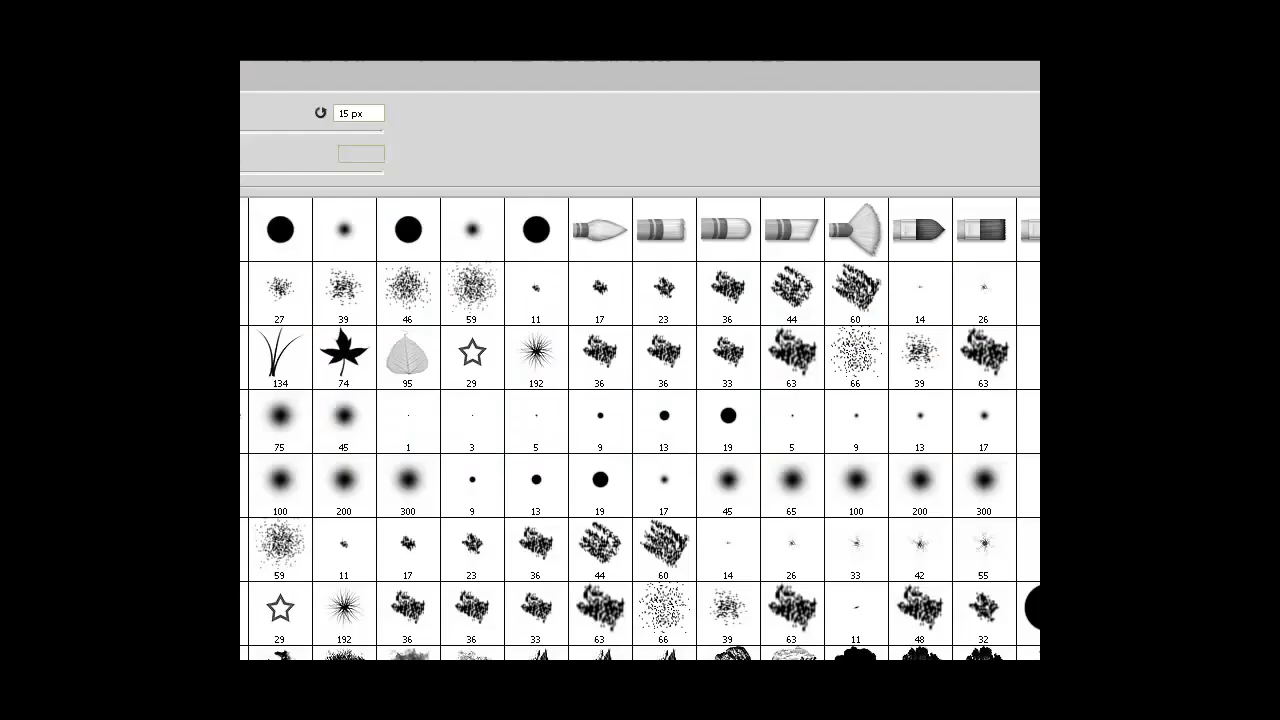 15 px
27 39 46 59 11 17 23 36 44 60 14 26
134 74 95 29 192 36 36 33 63 66 39 63
75 45 1 3 5 9 13 19 5 9 13 17
100 200 300 9 13 19 17 45 65 100 200 300
59 11 17 23 36 44 60 14 26 33 42 55
29 192 36 36 33 63 66 39 63 11 48 32